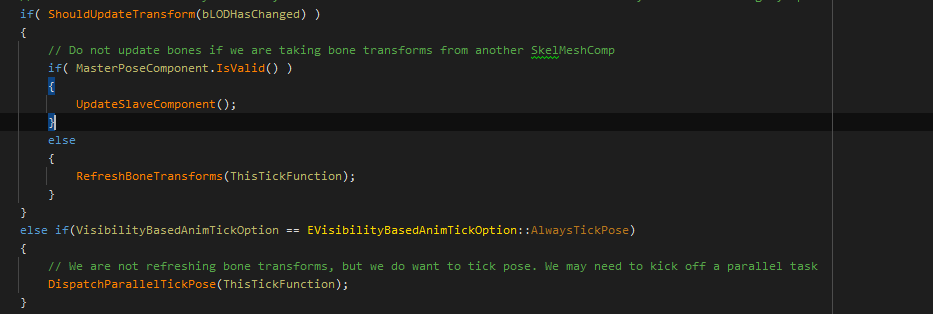 if( ShouldUpdateTransform(bLODHasChanged) )
{
// Do not update bones if we are taking bone transforms from another SkelMeshComp
if( MasterPoseComponent.IsValid() )
{
UpdateSlaveComponent();
}
else
{
RefreshBoneTransforms(ThisTickFunction);
}
}
else if(VisibilityBasedAnimTickOption == EVisibilityBasedAnimTickOption::AlwaysTickPose)
{
// We are not refreshing bone transforms, but we do want to tick pose. We may need to kick off a parallel task
DispatchParallelTickPose(ThisTickFunction);
}